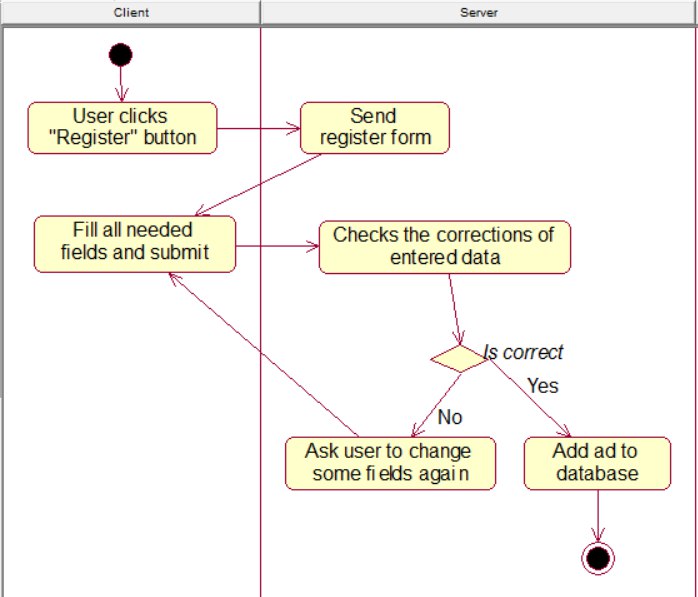 Client
Server
User clicks
"Register" button
Send
register form
Fill all needed
fields and submit
Checks the corrections of
entered data
Is correct
Yes
No
Ask user to change
some fields again
Add ad to
database